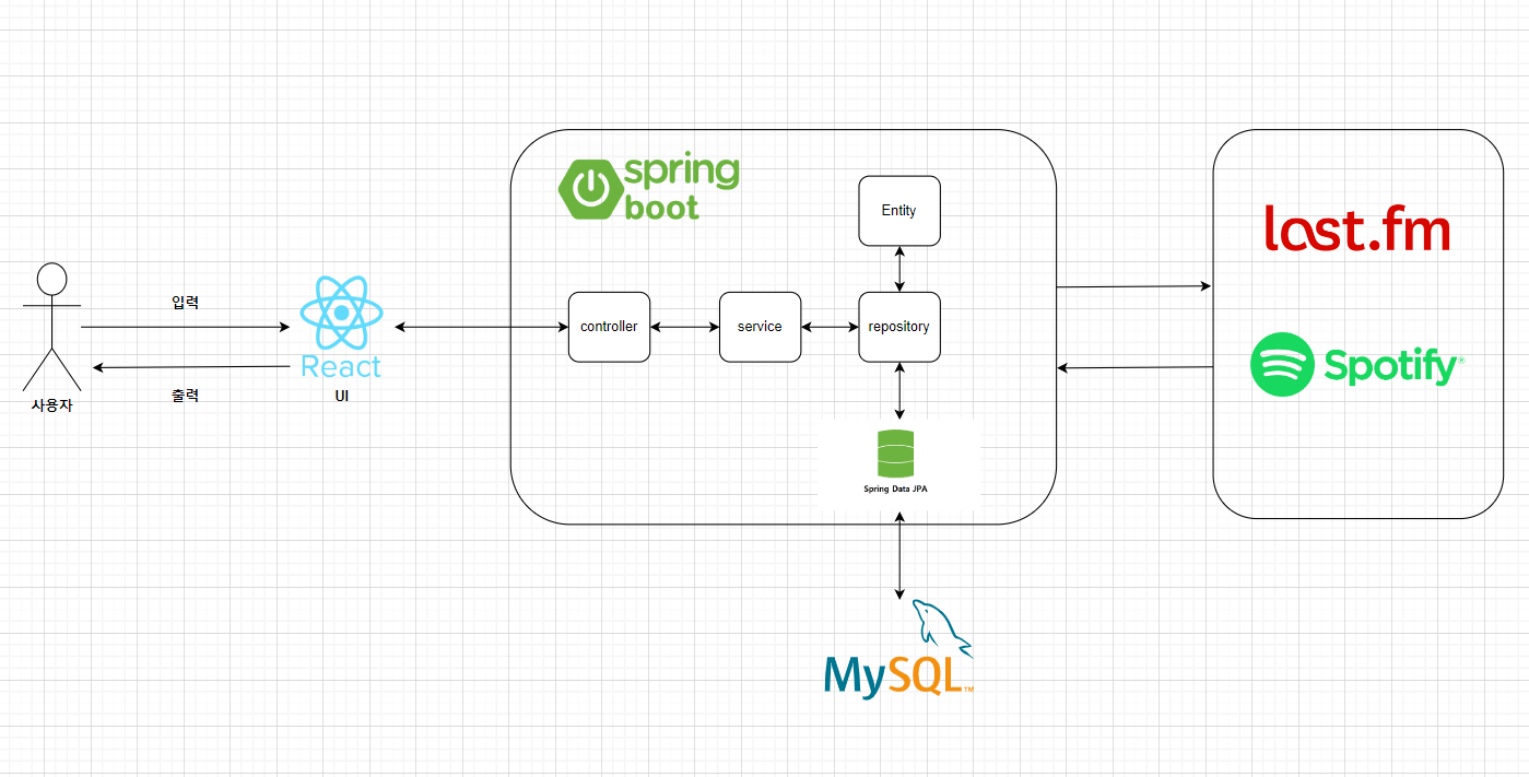 spring
boot
Entity
last.fm
입력
controller
service
repository
React
Spotify®
출력
UI
사용자
Spring Data JPA
MySQL™